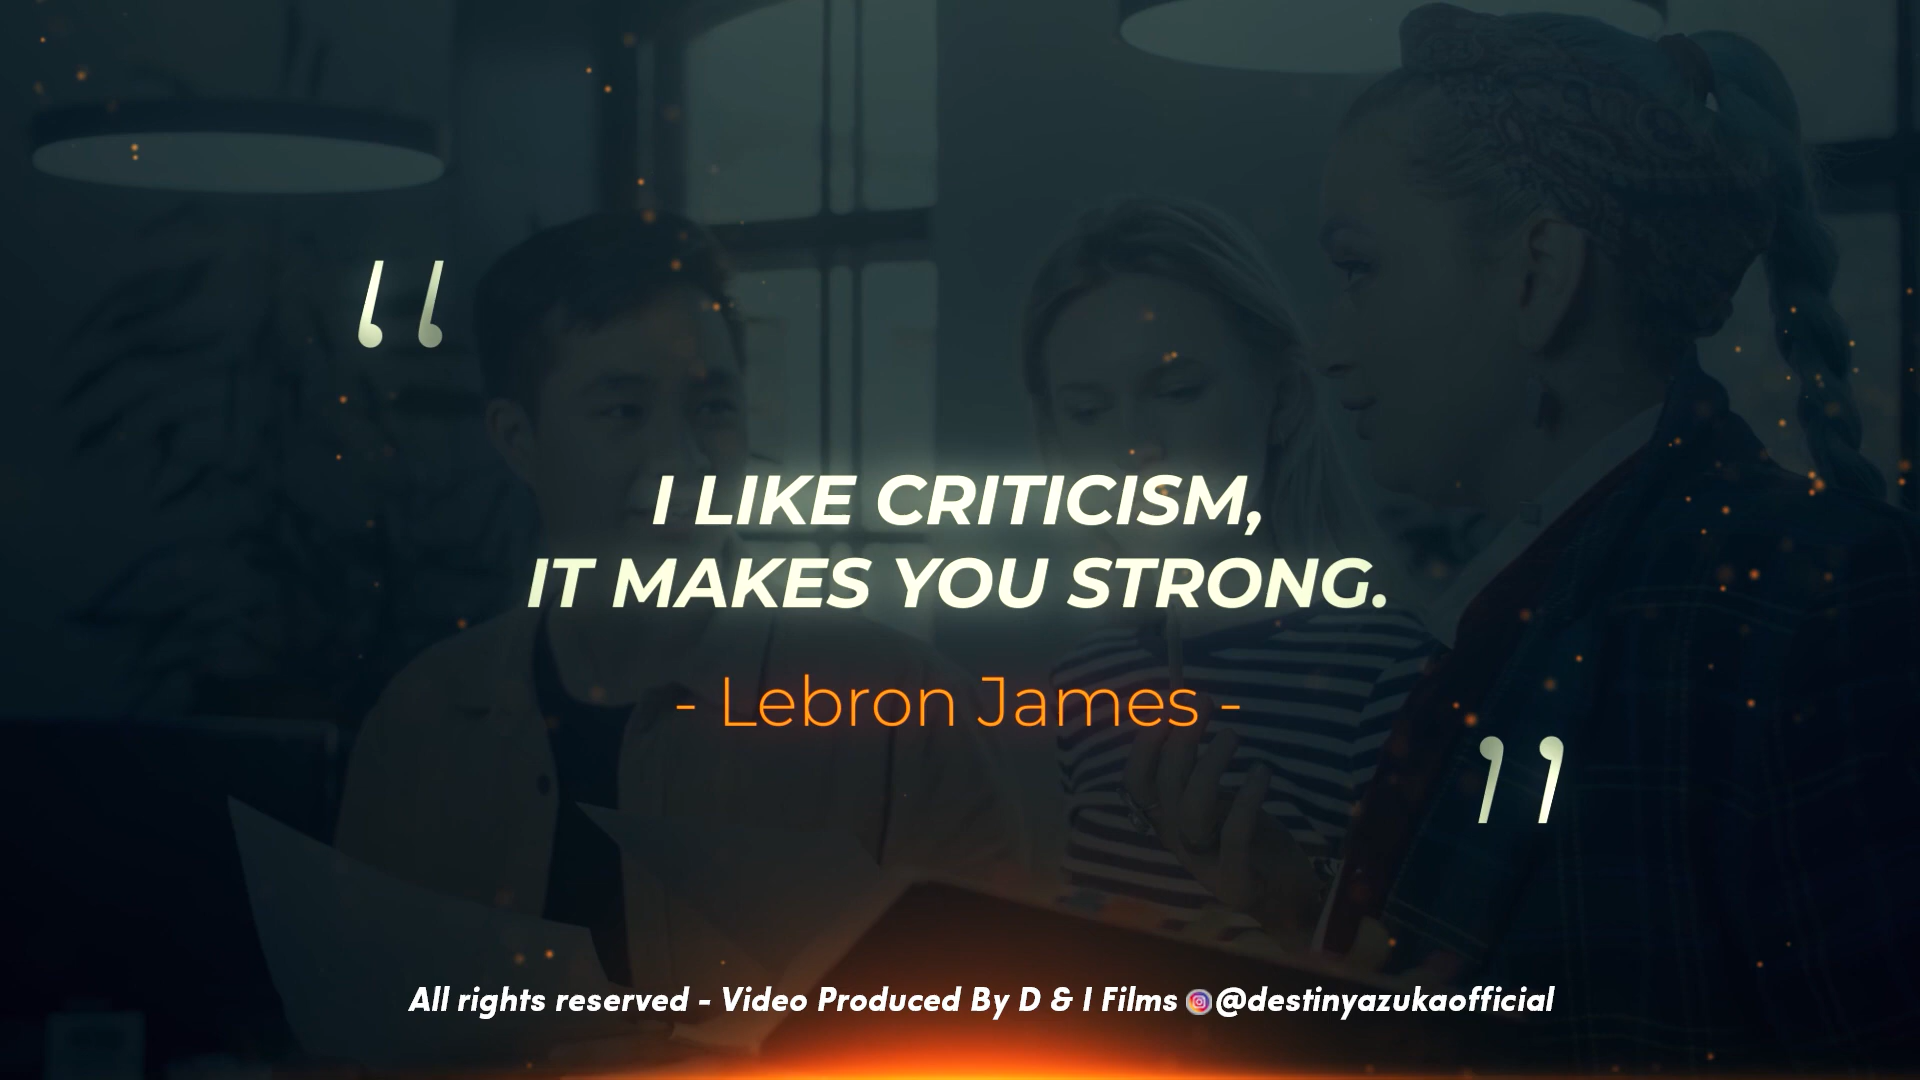 “
I LIKE CRITICISM,
IT MAKES YOU STRONG.
- Lebron James -
”
All rights reserved - Video Produced By D & I Films @destinyazukaofficial